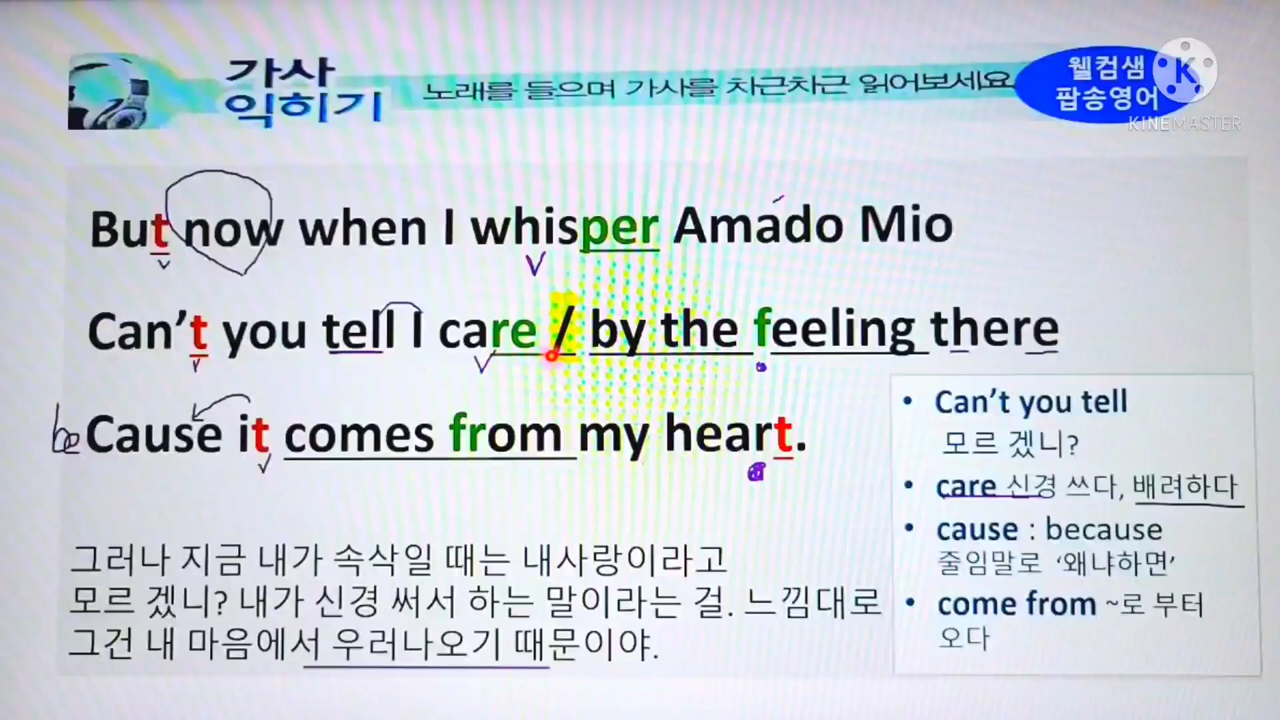 가사
익히기
노래를 들으며 가사를 차근차근 읽어보세요
웰컴샘
팝송영어
K
KINEMASTER
But now when I whisper Amado Mio
Can't you tell I care / by the feeling there
be Cause it comes from my heart.
• Can't you tell
모르 겠니?
• care 신경 쓰다, 배려하다
• cause : because
줄임말로 '왜냐하면'
• come from ~로 부터
오다
그러나 지금 내가 속삭일 때는 내사랑이라고
모르 겠니? 내가 신경 써서 하는 말이라는 걸. 느낌대로
그건 내 마음에서 우러나오기 때문이야.